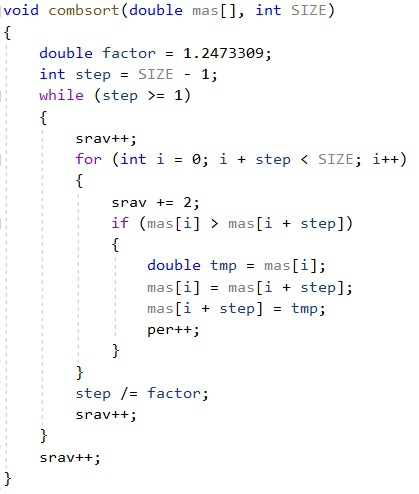 void combsort(double mas[], int SIZE)
{
    double factor = 1.2473309;
    int step = SIZE - 1;
    while (step >= 1)
    {
        srav++;
        for (int i = 0; i + step < SIZE; i++)
        {
            srav += 2;
            if (mas[i] > mas[i + step])
            {
                double tmp = mas[i];
                mas[i] = mas[i + step];
                mas[i + step] = tmp;
                per++;
            }
        }
        step /= factor;
        srav++;
    }
    srav++;
}